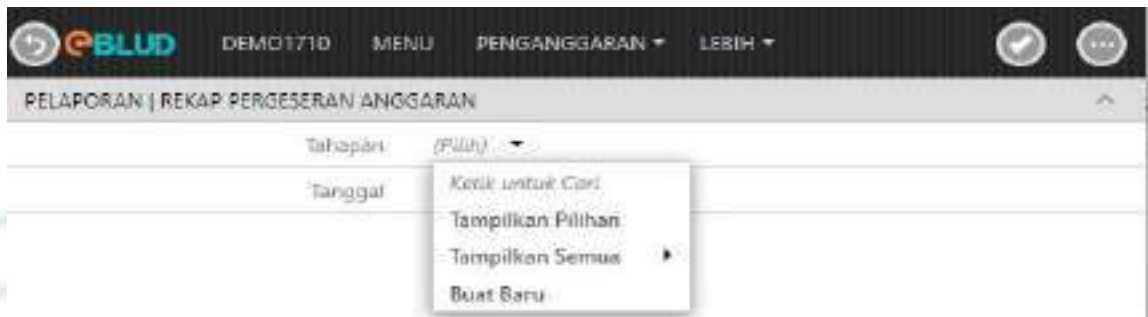 eBLUD DEMO1710 MENU PENGANGGARAN LEBIH
PELAPORAN | REKAP PERGESERAN ANGGARAN
Tahapan (Pilih)
Tanggal
Ketik untuk Cari
Tampilkan Pilihan
Tampilkan Semua
Buat Baru